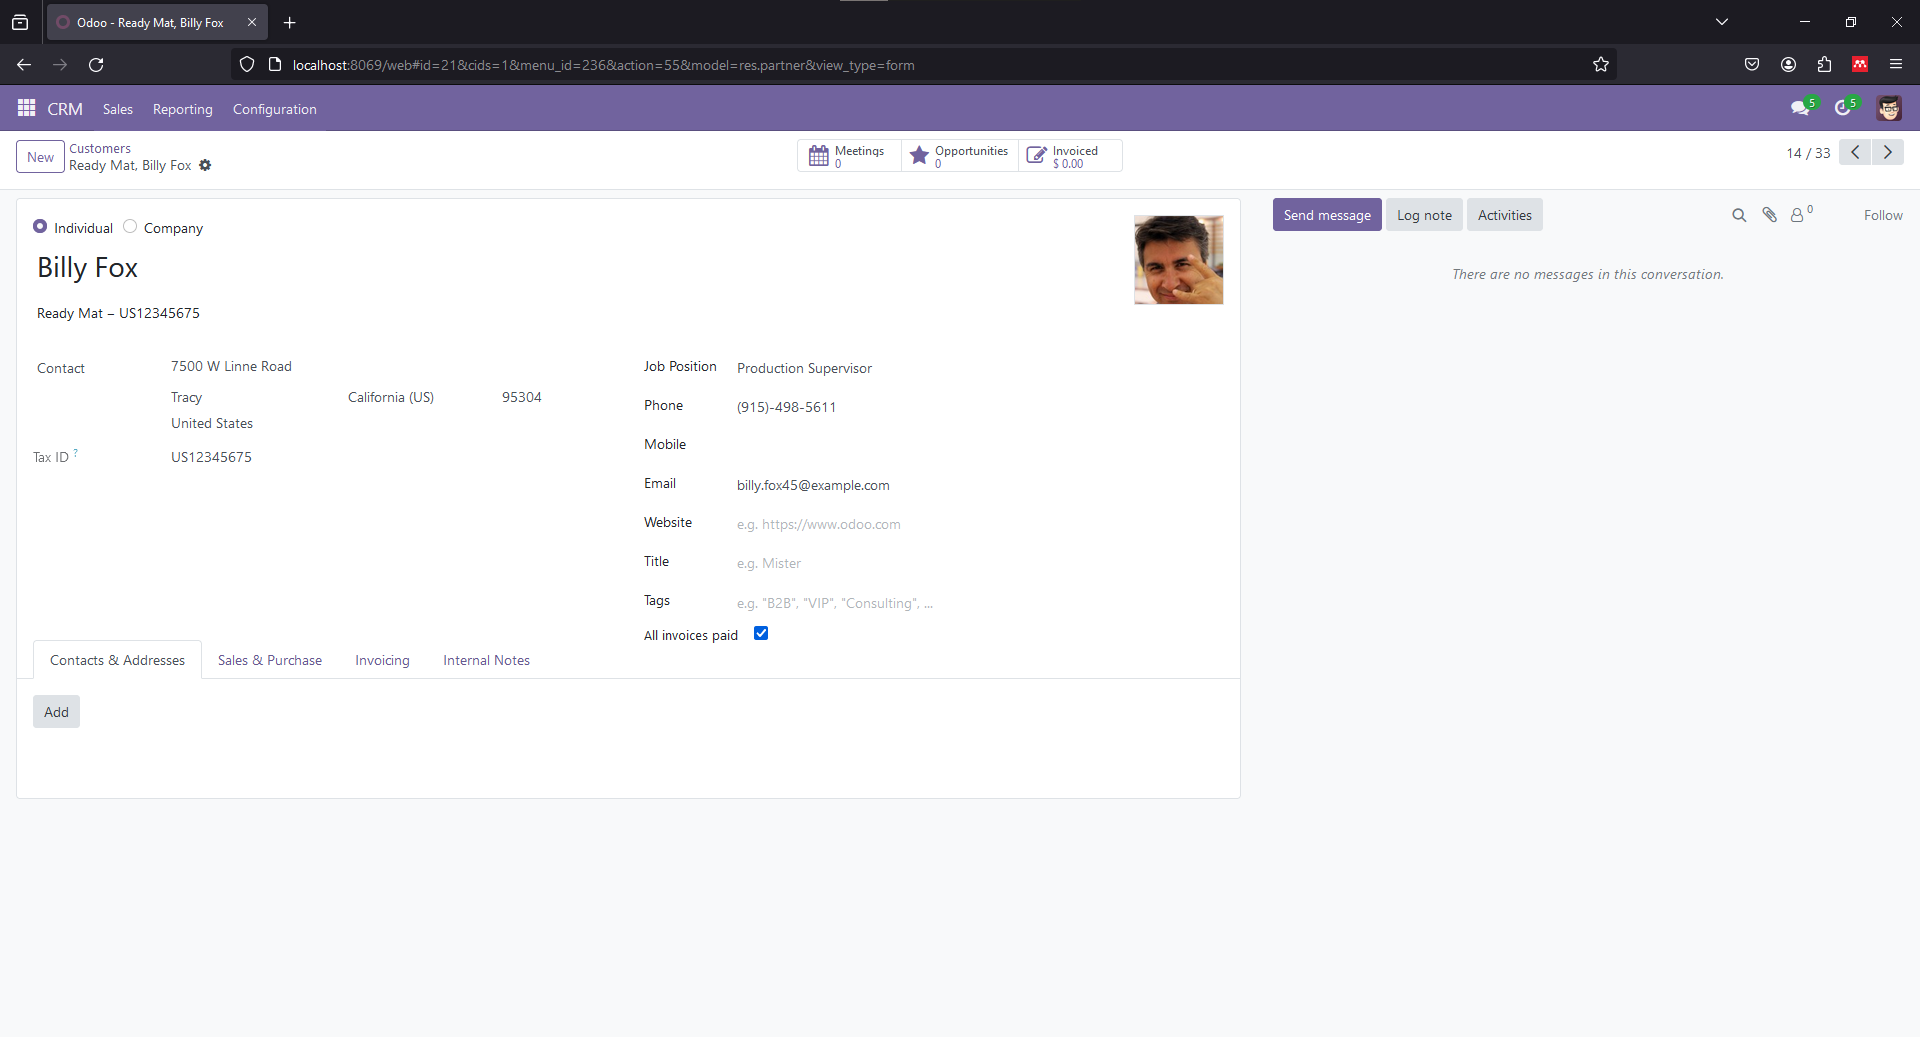 Odoo - Ready Mat, Billy Fox
localhost:8069/web#id=21&cids=1&menu_id=236&action=55&model=res.partner&view_type=form
CRM Sales Reporting Configuration 5 5
New Customers
Ready Mat, Billy Fox
Meetings 0
Opportunities 0
Invoiced $ 0.00
14 / 33
Individual Company
Billy Fox
Ready Mat – US12345675
Contact 7500 W Linne Road
Tracy California (US) 95304
United States
Tax ID ? US12345675
Job Position Production Supervisor
Phone (915)-498-5611
Mobile
Email billy.fox45@example.com
Website e.g. https://www.odoo.com
Title e.g. Mister
Tags e.g. "B2B", "VIP", "Consulting", ...
All invoices paid
Contacts & Addresses Sales & Purchase Invoicing Internal Notes
Add
Send message Log note Activities 0 Follow
There are no messages in this conversation.